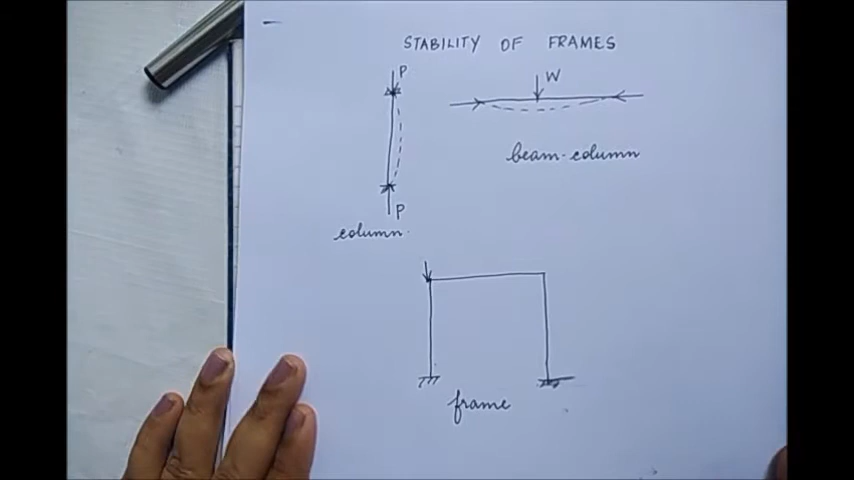 STABILITY OF FRAMES
P
W
beam-column
P
column.
frame